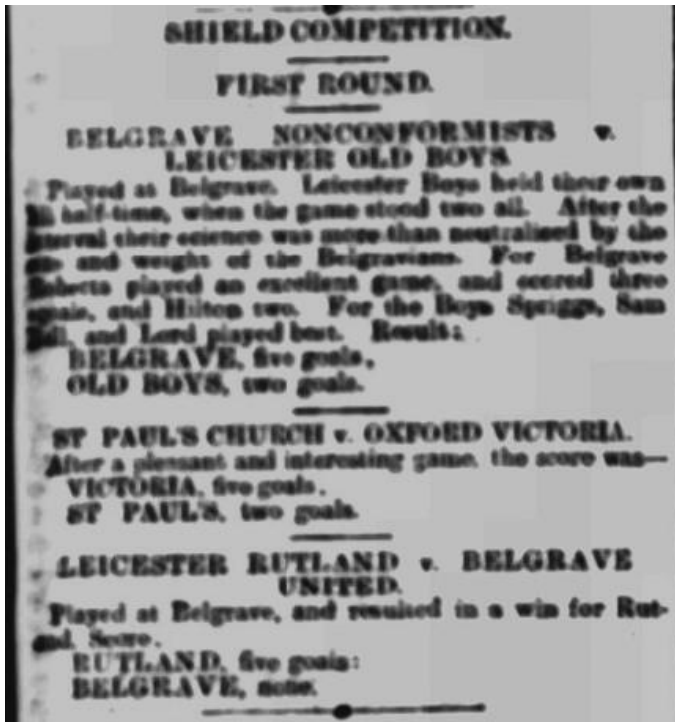 SHIELD COMPETITION.
FIRST ROUND.
BELGRAVE NONCONFORMISTS v.
LEICESTER OLD BOYS.
Played at Belgrave. Leicester Boys held their own
till half-time, when the game stood two all. After the
interval their science was more than neutralised by the
and weight of the Belgravians. For Belgrave
Roberts played an excellent game, and scored three
goals, and Hilton two. For the Boys Spriggs, Sam
and Lord played best. Result:
BELGRAVE, five goals,
OLD BOYS, two goals.
ST PAUL'S CHURCH v. OXFORD VICTORIA.
After a pleasant and interesting game, the score was—
VICTORIA, five goals,
ST PAUL'S, two goals.
LEICESTER RUTLAND v. BELGRAVE
UNITED.
Played at Belgrave, and resulted in a win for Rut-
land. Score,
RUTLAND, five goals:
BELGRAVE, none.